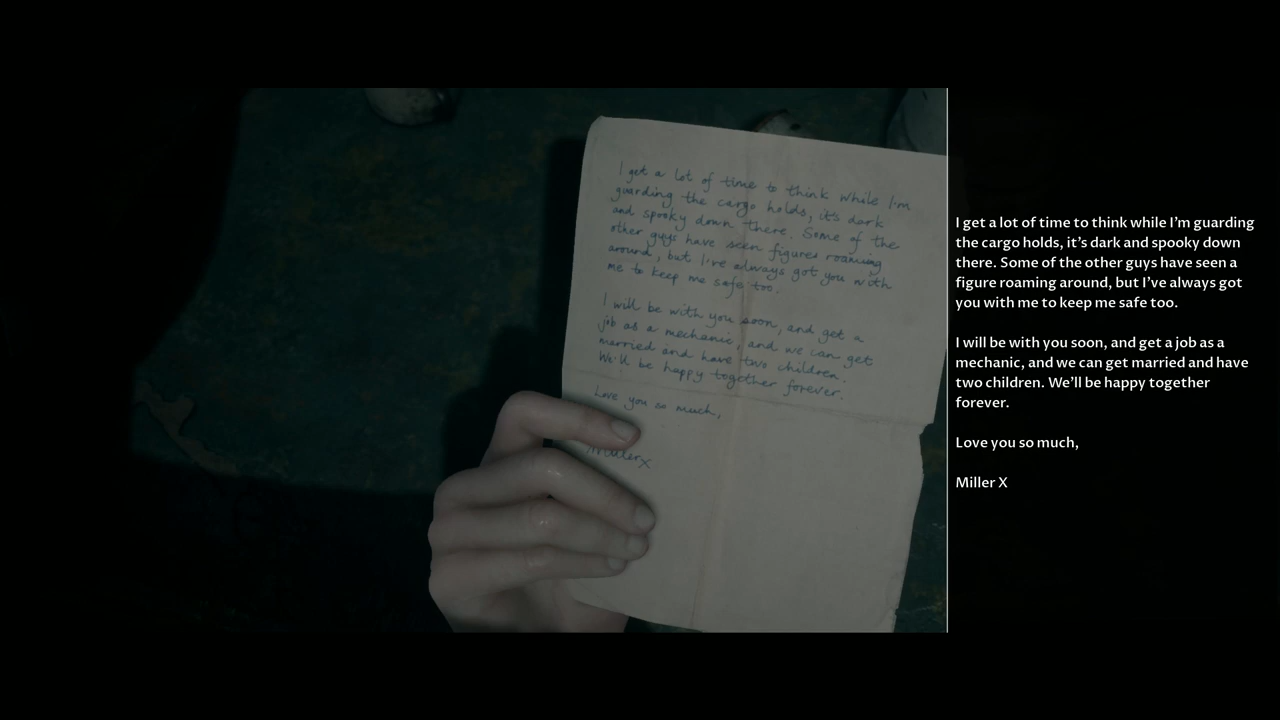 I get a lot of time to think while I'm
guarding the cargo holds, it's dark
and spooky down there. Some of the
other guys have seen figures roaming
around, but I've always got you with
me to keep me safe too.
I will be with you soon, and get a
job as a mechanic, and we can get
married and have two children.
We'll be happy together forever.
Love you so much,
Miller x
I get a lot of time to think while I'm guarding
the cargo holds, it's dark and spooky down
there. Some of the other guys have seen a
figure roaming around, but I've always got
you with me to keep me safe too.
I will be with you soon, and get a job as a
mechanic, and we can get married and have
two children. We'll be happy together
forever.
Love you so much,
Miller X